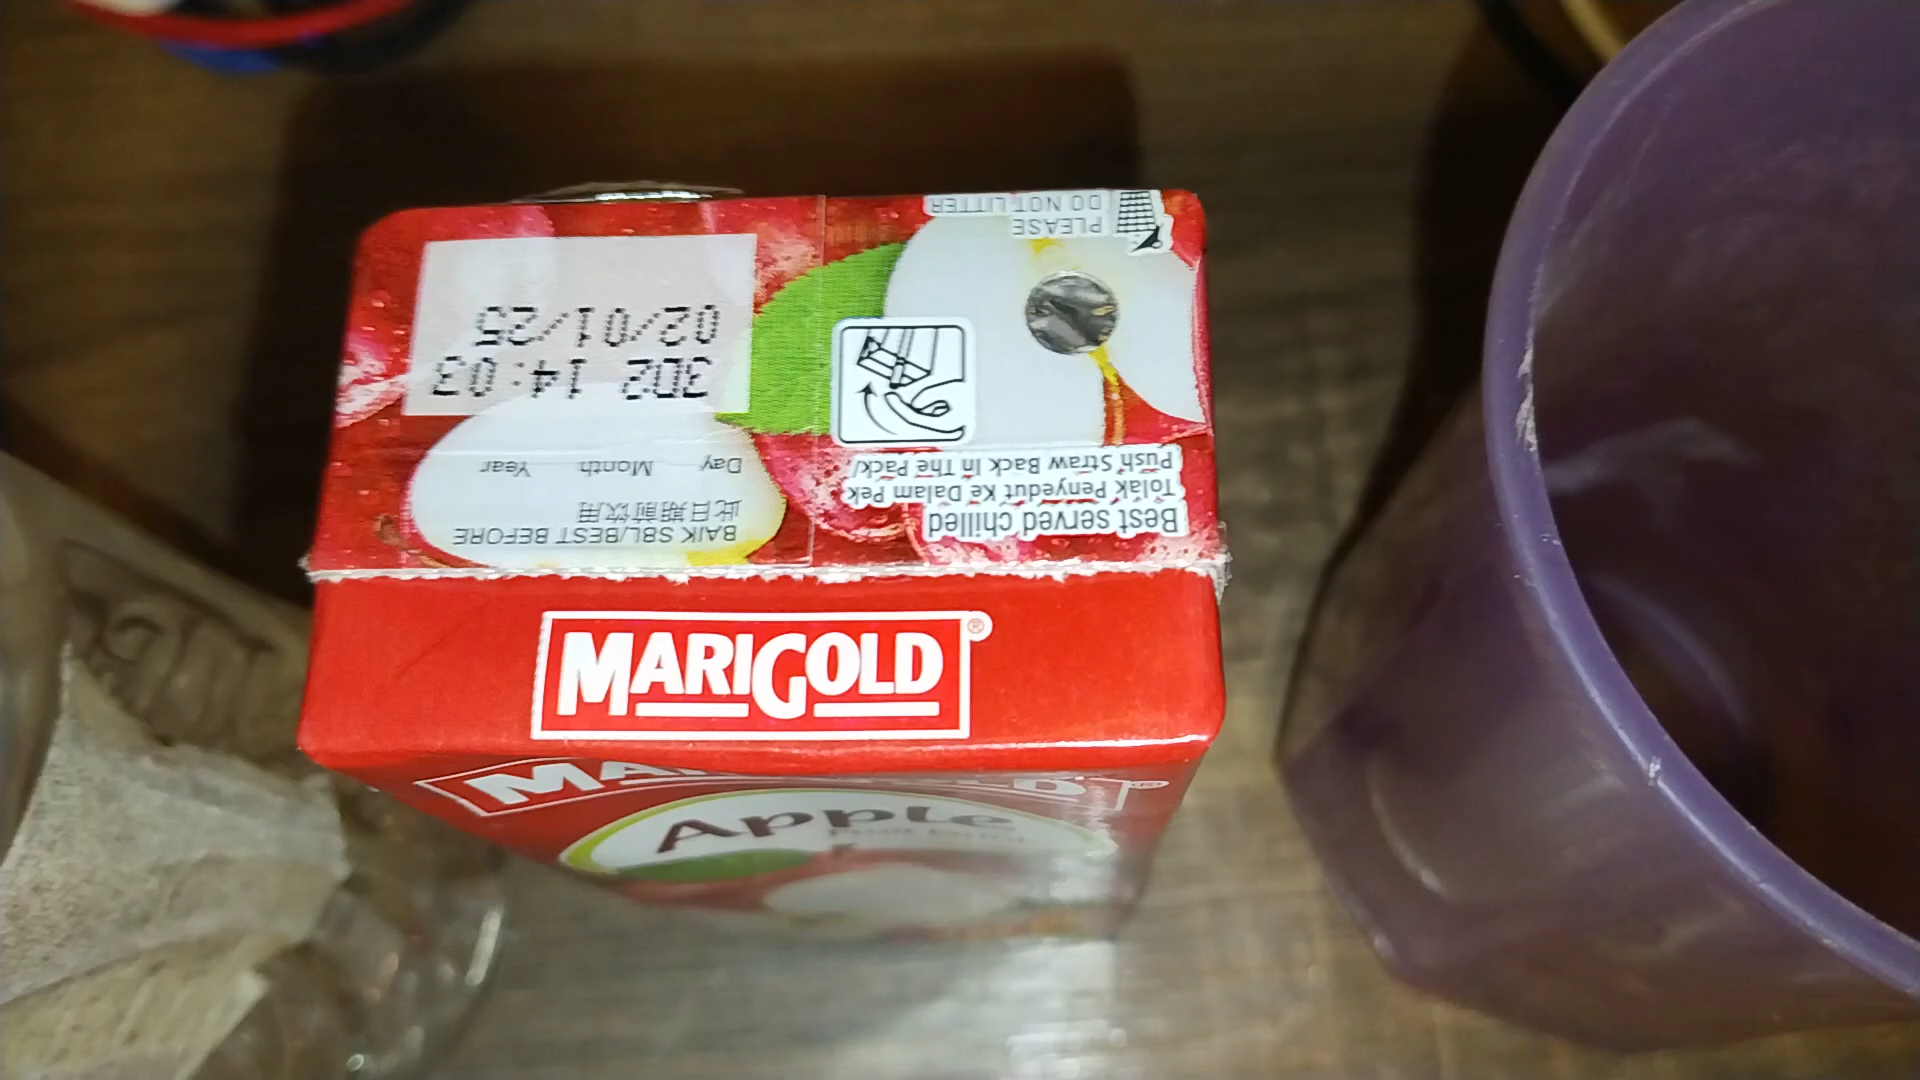 BAIK SBL/BEST BEFORE
此日期前饮用
Day Month Year
3D2 14:03
02/01/25
Best served chilled
Tolak Penyedut Ke Dalam Pek
Push Straw Back In The Pack/
PLEASE
DO NOT LITTER
MARIGOLD®
MARIGOLD®
Apple